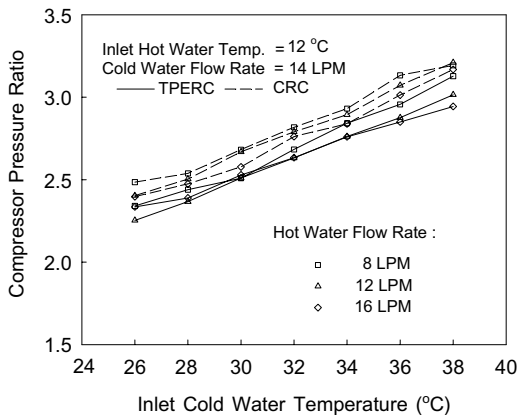 3.5
3.0
2.5
2.0
1.5
Compressor Pressure Ratio
Inlet Hot Water Temp. = 12 °C
Cold Water Flow Rate = 14 LPM
TPERC CRC
Hot Water Flow Rate :
8 LPM
12 LPM
16 LPM
24 26 28 30 32 34 36 38 40
Inlet Cold Water Temperature (°C)